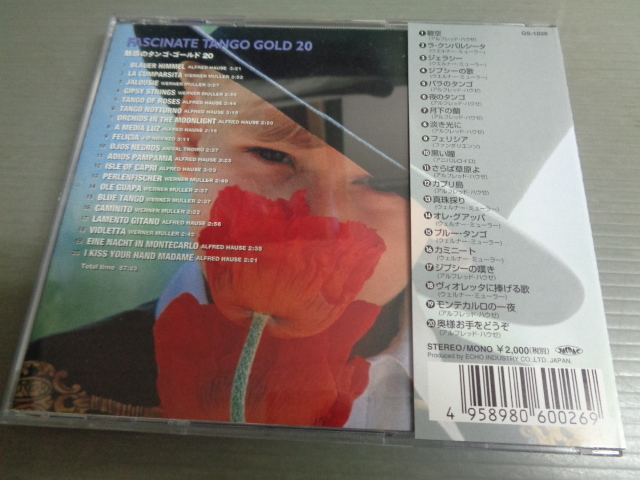 FASCINATE TANGO GOLD 20
魅惑のタンゴ・ゴールド 20
BLAUER HIMMEL ALFRED HAUSE
LA CUMPARSITA WERNER MULLER
JALOUSIE WERNER MULLER
GIPSY STRINGS WERNER MULLER
TANGO OF ROSES ALFRED HAUSE
TANGO NOTTURNO ALFRED HAUSE
ORCHIDS IN THE MOONLIGHT ALFRED HAUSE
A MEDIA LUZ ALFRED HAUSE
FELICIA
OJOS NEGROS
ADIOS PAMPAMIA ALFRED HAUSE
ISLE OF CAPRI ALFRED HAUSE
PERLENFISCHER WERNER MULLER
OLE GUAPA WERNER MULLER
BLUE TANGO WERNER MULLER
CAMINITO WERNER MULLER
LAMENTO GITANO ALFRED HAUSE
VIOLETTA WERNER MULLER
EINE NACHT IN MONTECARLO ALFRED HAUSE
I KISS YOUR HAND MADAME ALFRED HAUSE 2:21
Total time
1 碧空
(アルフレッド・ハウゼ)
2 ラ・クンパルシータ
(ウェルナー・ミューラー)
3 ジェラシー
(ウェルナー・ミューラー)
4 ジプシーの歌
(ウェルナー・ミューラー)
5 バラのタンゴ
(アルフレッド・ハウゼ)
6 夜のタンゴ
(アルフレッド・ハウゼ)
7 月下の蘭
(アルフレッド・ハウゼ)
8 淡き光に
(アルフレッド・ハウゼ)
9 フェリシア
10 黒い瞳
11 さらば草原よ
(アルフレッド・ハウゼ)
12 カプリ島
(アルフレッド・ハウゼ)
13 真珠採り
(ウェルナー・ミューラー)
14 オレ・グアッパ
(ウェルナー・ミューラー)
15 ブルー・タンゴ
(ウェルナー・ミューラー)
16 カミニート
(ウェルナー・ミューラー)
17 ジプシーの嘆き
(アルフレッド・ハウゼ)
18 ヴィオレッタに捧げる歌
(ウェルナー・ミューラー)
19 モンテカルロの一夜
(アルフレッド・ハウゼ)
20 奥様お手をどうぞ
(アルフレッド・ハウゼ)
STEREO/MONO ¥2,000(税別)
Produced by ECHO INDUSTRY CO.,LTD. JAPAN.
4 958980 600269